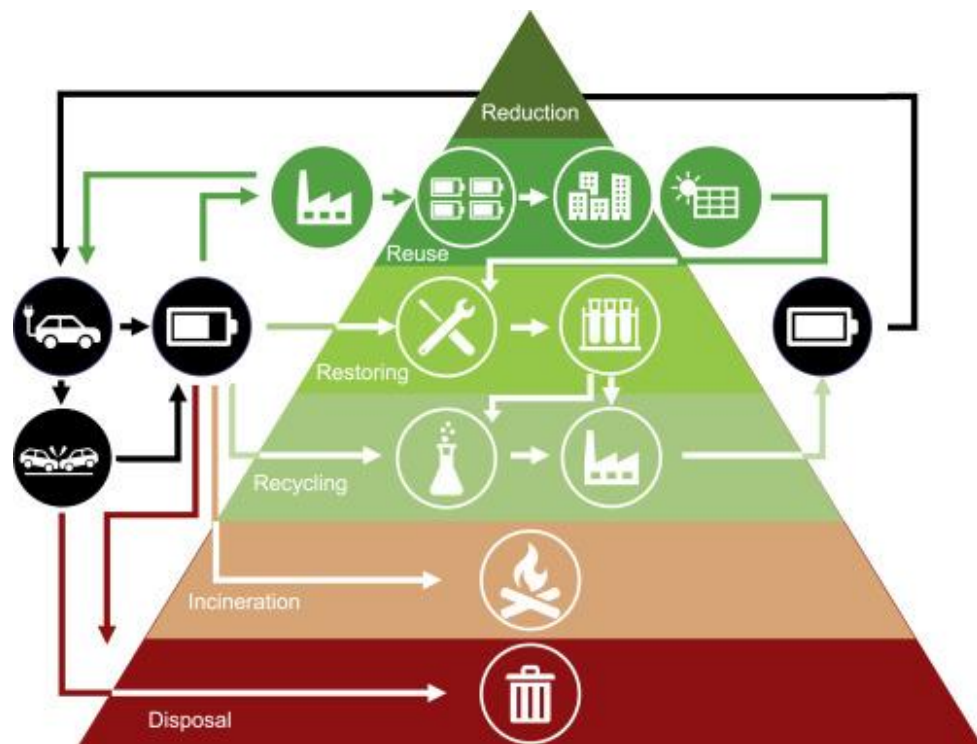 Reduction
Reuse
Restoring
Recycling
Incineration
Disposal